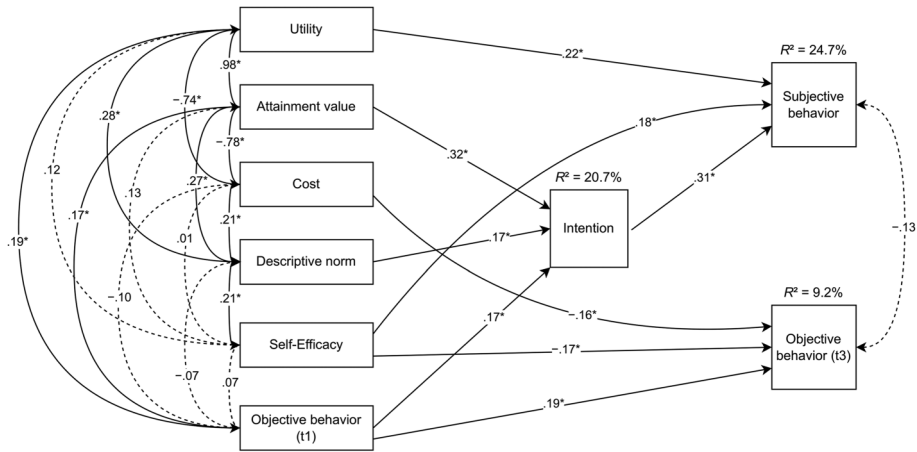 Utility
Attainment value
Cost
Descriptive norm
Self-Efficacy
Objective behavior
(t1)
R² = 20.7%
Intention
R² = 24.7%
Subjective
behavior
R² = 9.2%
Objective
behavior (t3)
.98*
−.74*
.28*
−.78*
.12
.27*
.13
.17*
.21*
.19*
.01
−.10
.21*
−.07
.07
.22*
.18*
.32*
.31*
.17*
.17*
−.16*
−.17*
.19*
−.13